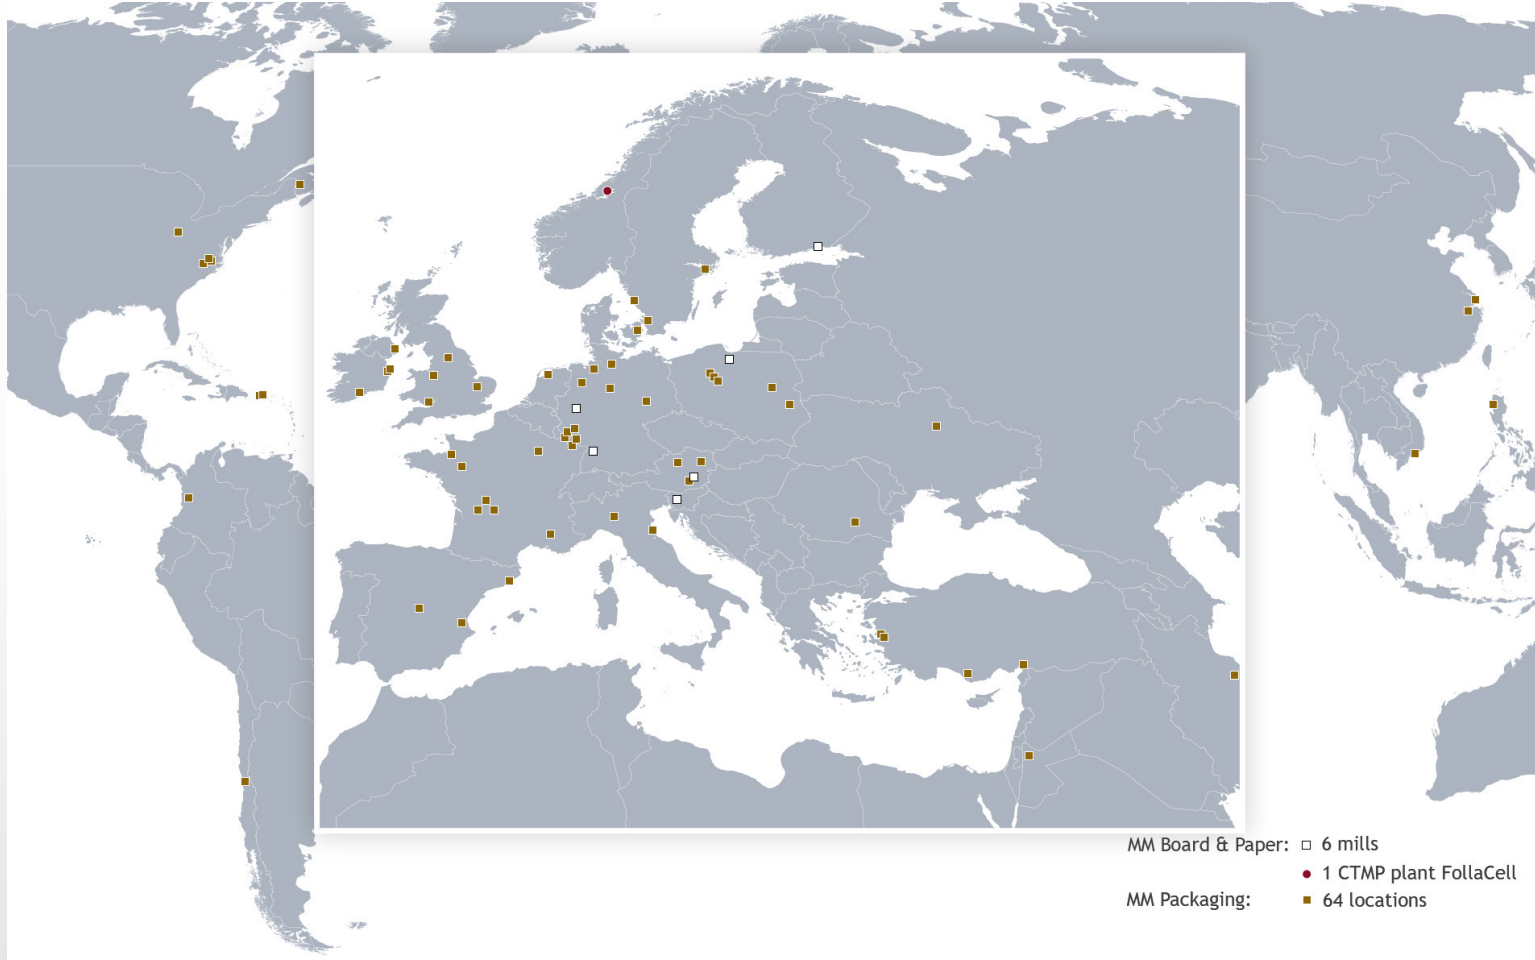 MM Board & Paper: 6 mills
1 CTMP plant FollaCell
MM Packaging: 64 locations